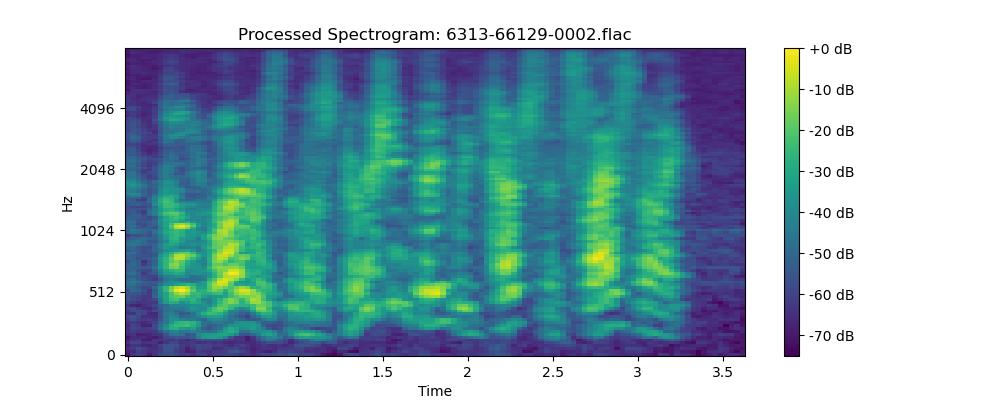 Processed Spectrogram: 6313-66129-0002.flac
+0 dB
-10 dB
-20 dB
-30 dB
-40 dB
-50 dB
-60 dB
-70 dB
Hz
4096
2048
1024
512
0
0 0.5 1 1.5 2 2.5 3 3.5
Time